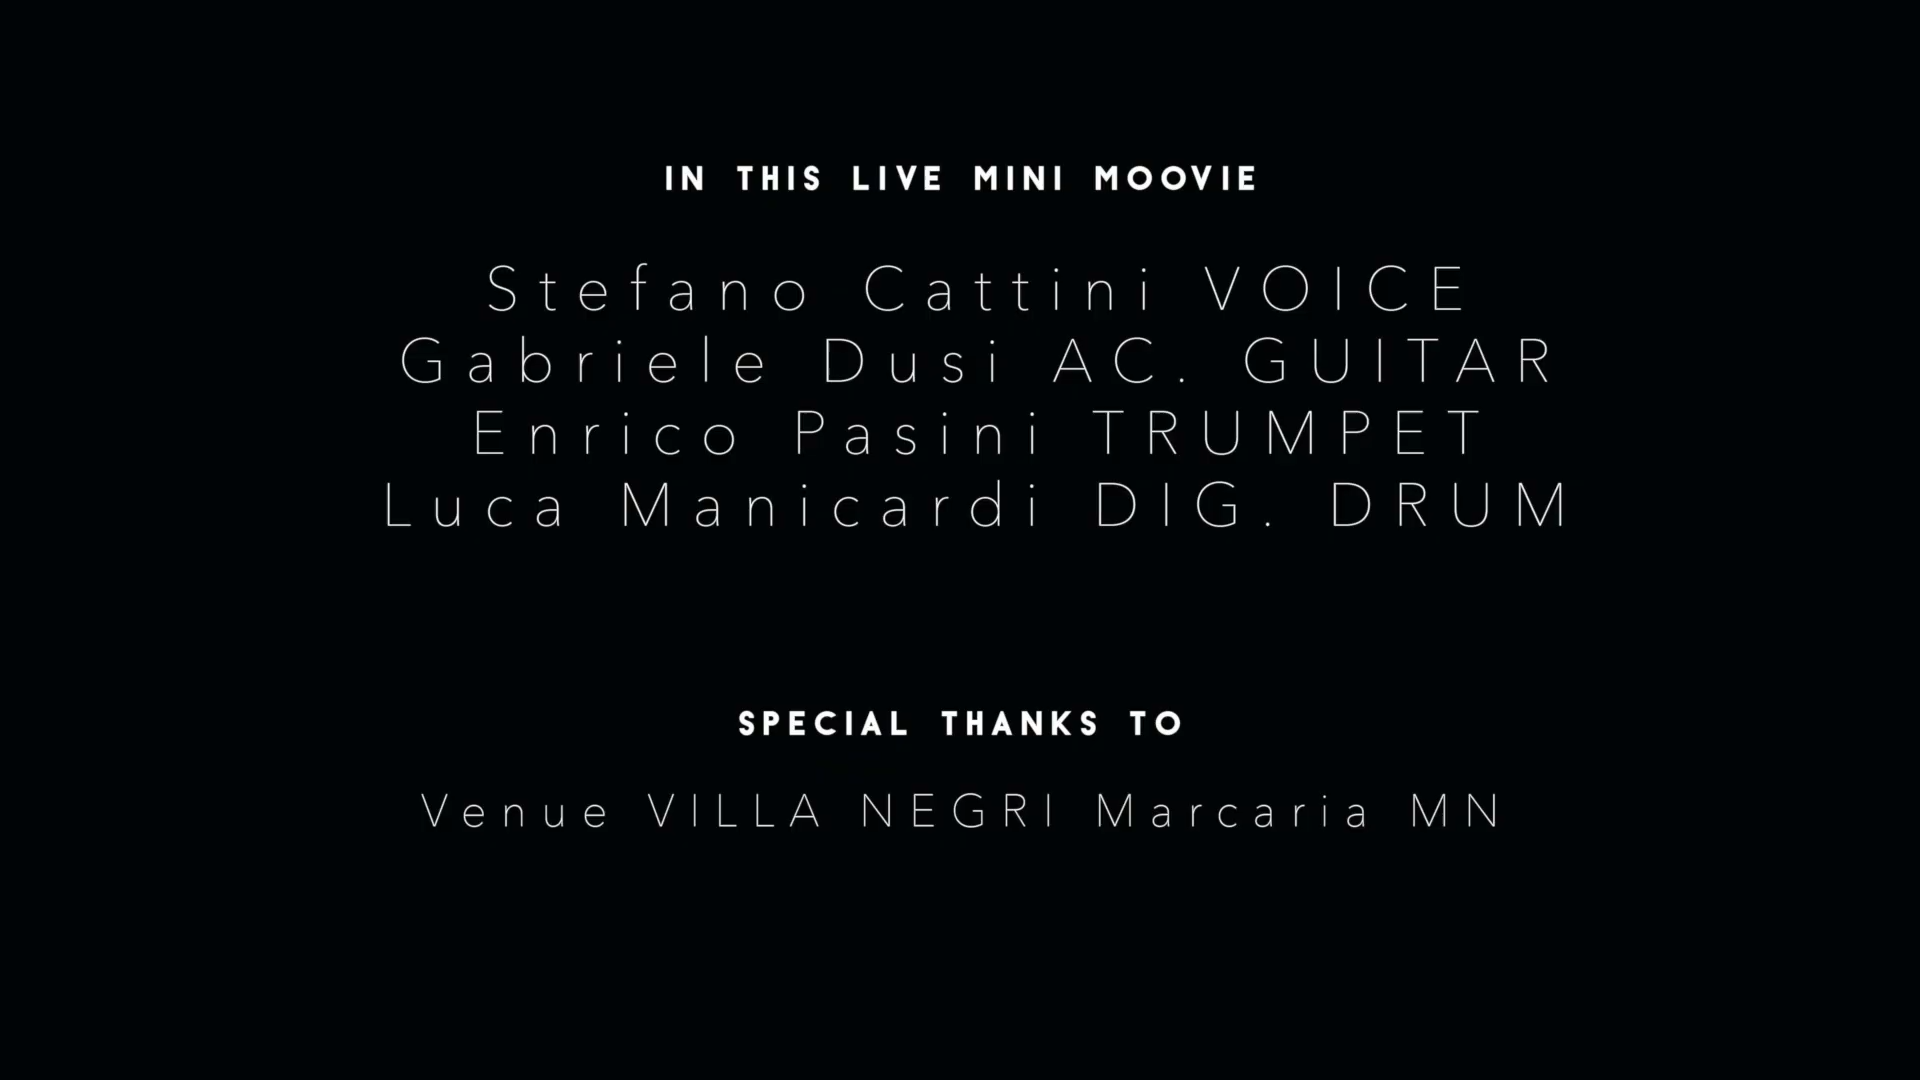 IN THIS LIVE MINI MOOVIE
Stefano Cattini VOICE
Gabriele Dusi AC. GUITAR
Enrico Pasini TRUMPET
Luca Manicardi DIG. DRUM
SPECIAL THANKS TO
Venue VILLA NEGRI Marcaria MN